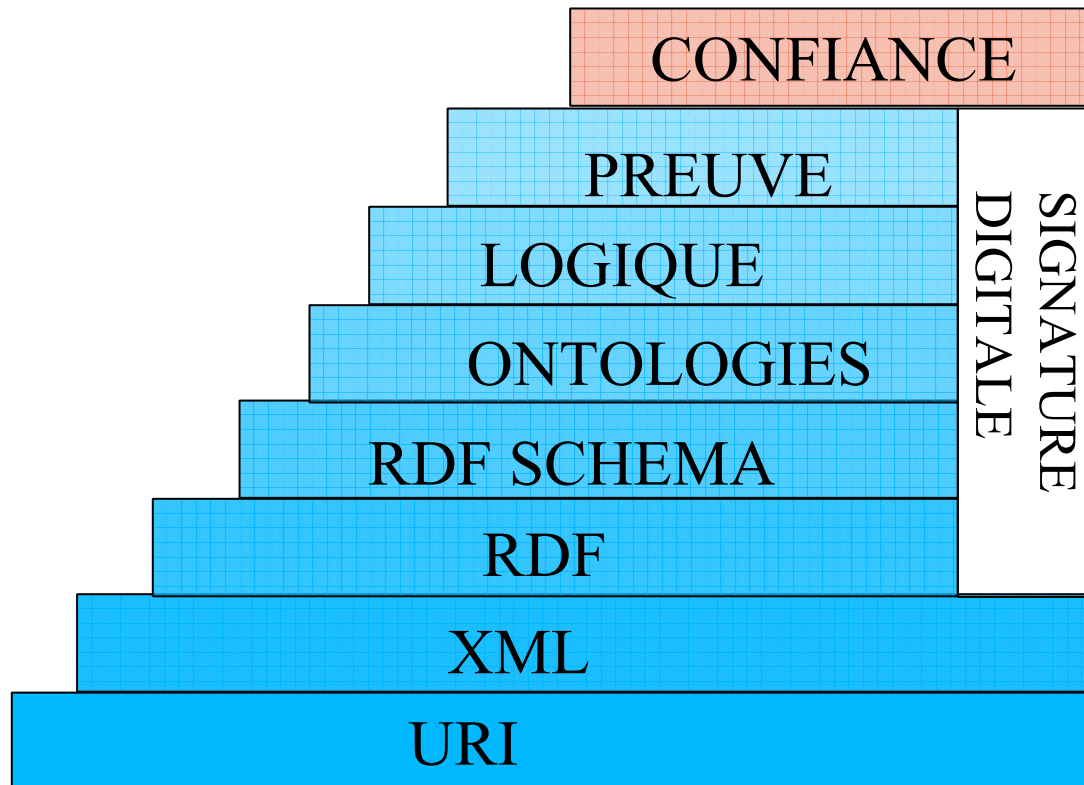 CONFIANCE
PREUVE
LOGIQUE
ONTOLOGIES
RDF SCHEMA
RDF
XML
URI
SIGNATURE
DIGITALE